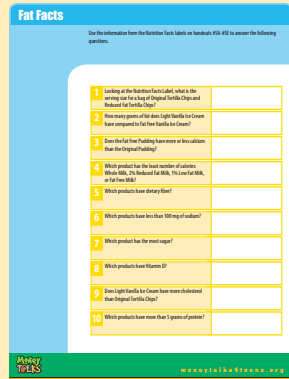 Fat Facts
Use the information from the Nutrition Facts labels on handouts #5A-#5E to answer the following
questions.
1 Looking at the Nutrition Facts Label, what is the
serving size for a bag of Original Tortilla Chips and
Reduced fat Tortilla Chips?
2 How many grams of fat does Light Vanilla Ice Cream
have compared to Fat Free Vanilla Ice Cream?
3 Does the fat Free Pudding have more or less calcium
than the Original Pudding?
4 Which product has the least number of calories:
Whole Milk, 2% Reduced fat Milk, 1% Low fat Milk,
or Fat Free Milk?
5 Which products have dietary fiber?
6 Which products have less than 100 mg of sodium?
7 Which product has the most sugar?
8 Which products have Vitamin D?
9 Does Light Vanilla Ice Cream have more cholesterol
than Original Tortilla Chips?
10 Which products have more than 5 grams of protein?
Money
TALKS
moneytalks4teens.org